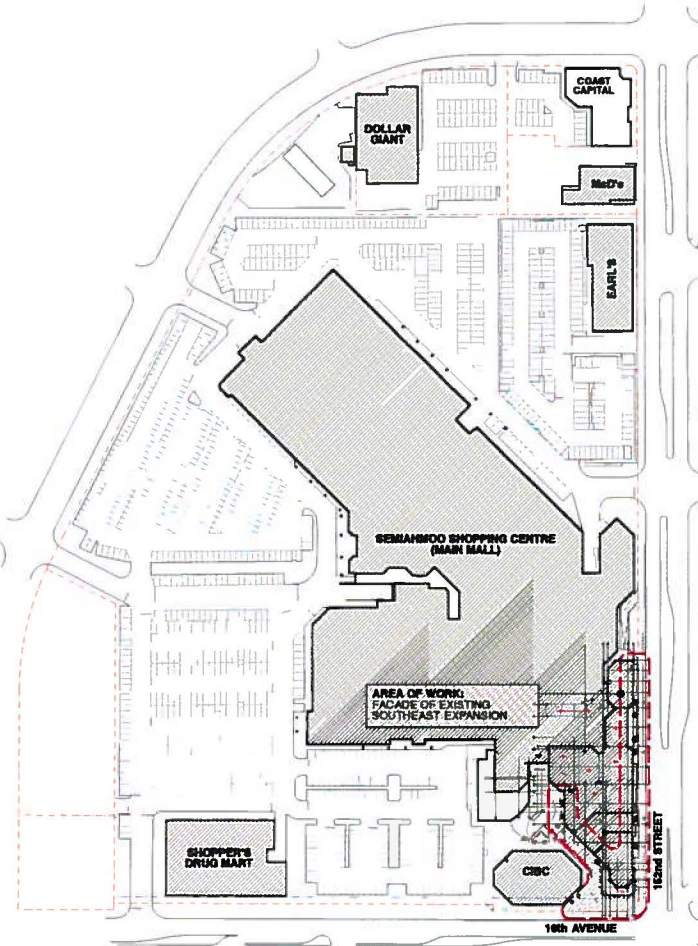 COAST
CAPITAL
DOLLAR
GIANT
McD's
EARL'S
SEMIAHMOO SHOPPING CENTRE
(MAIN MALL)
AREA OF WORK:
FACADE OF EXISTING
SOUTHEAST EXPANSION
SHOPPER'S
DRUG MART
CIBC
152nd STREET
16th AVENUE